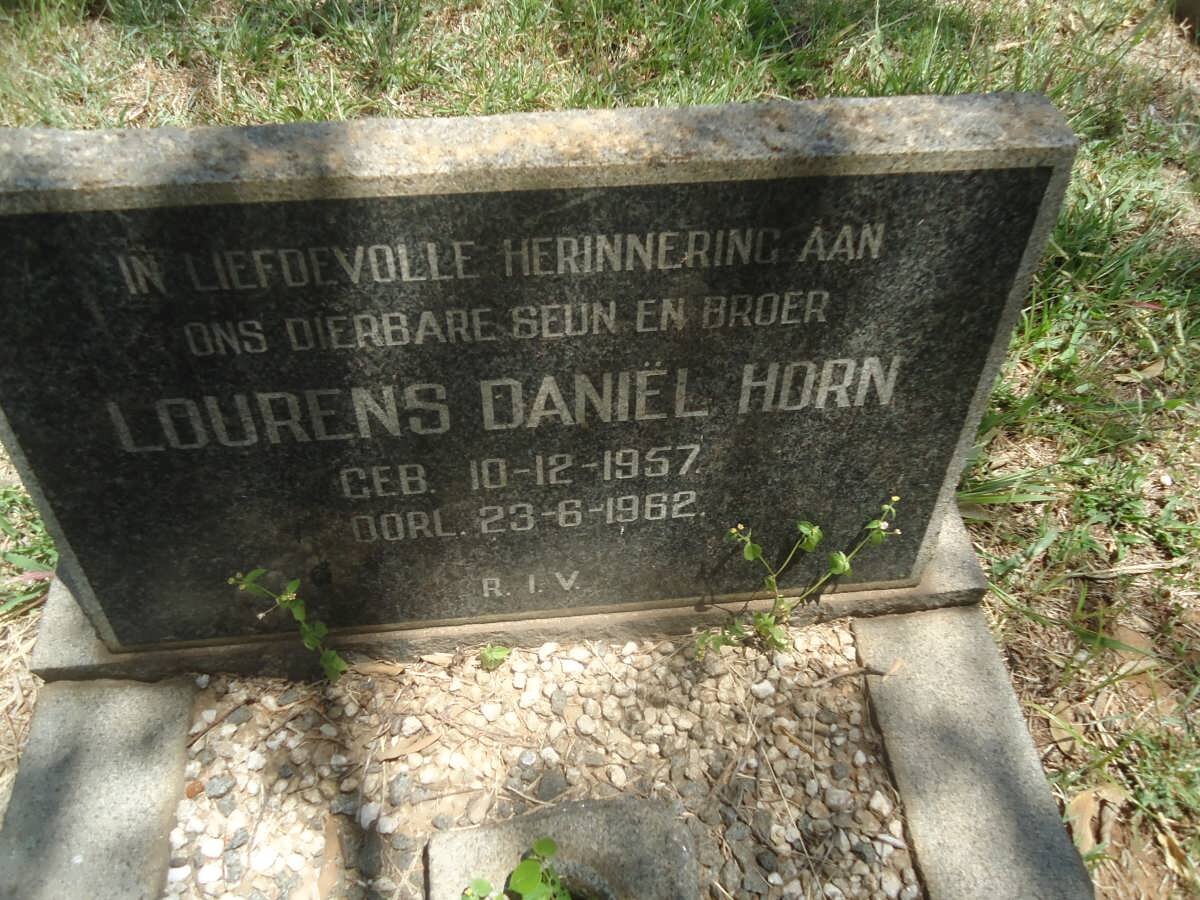 IN LIEFDEVOLLE HERINNERING AAN
ONS DIERBARE SEUN EN BROER
LOURENS DANIËL HORN
GEB. 10-12-1957.
OORL. 23-6-1962.
R. I. V.